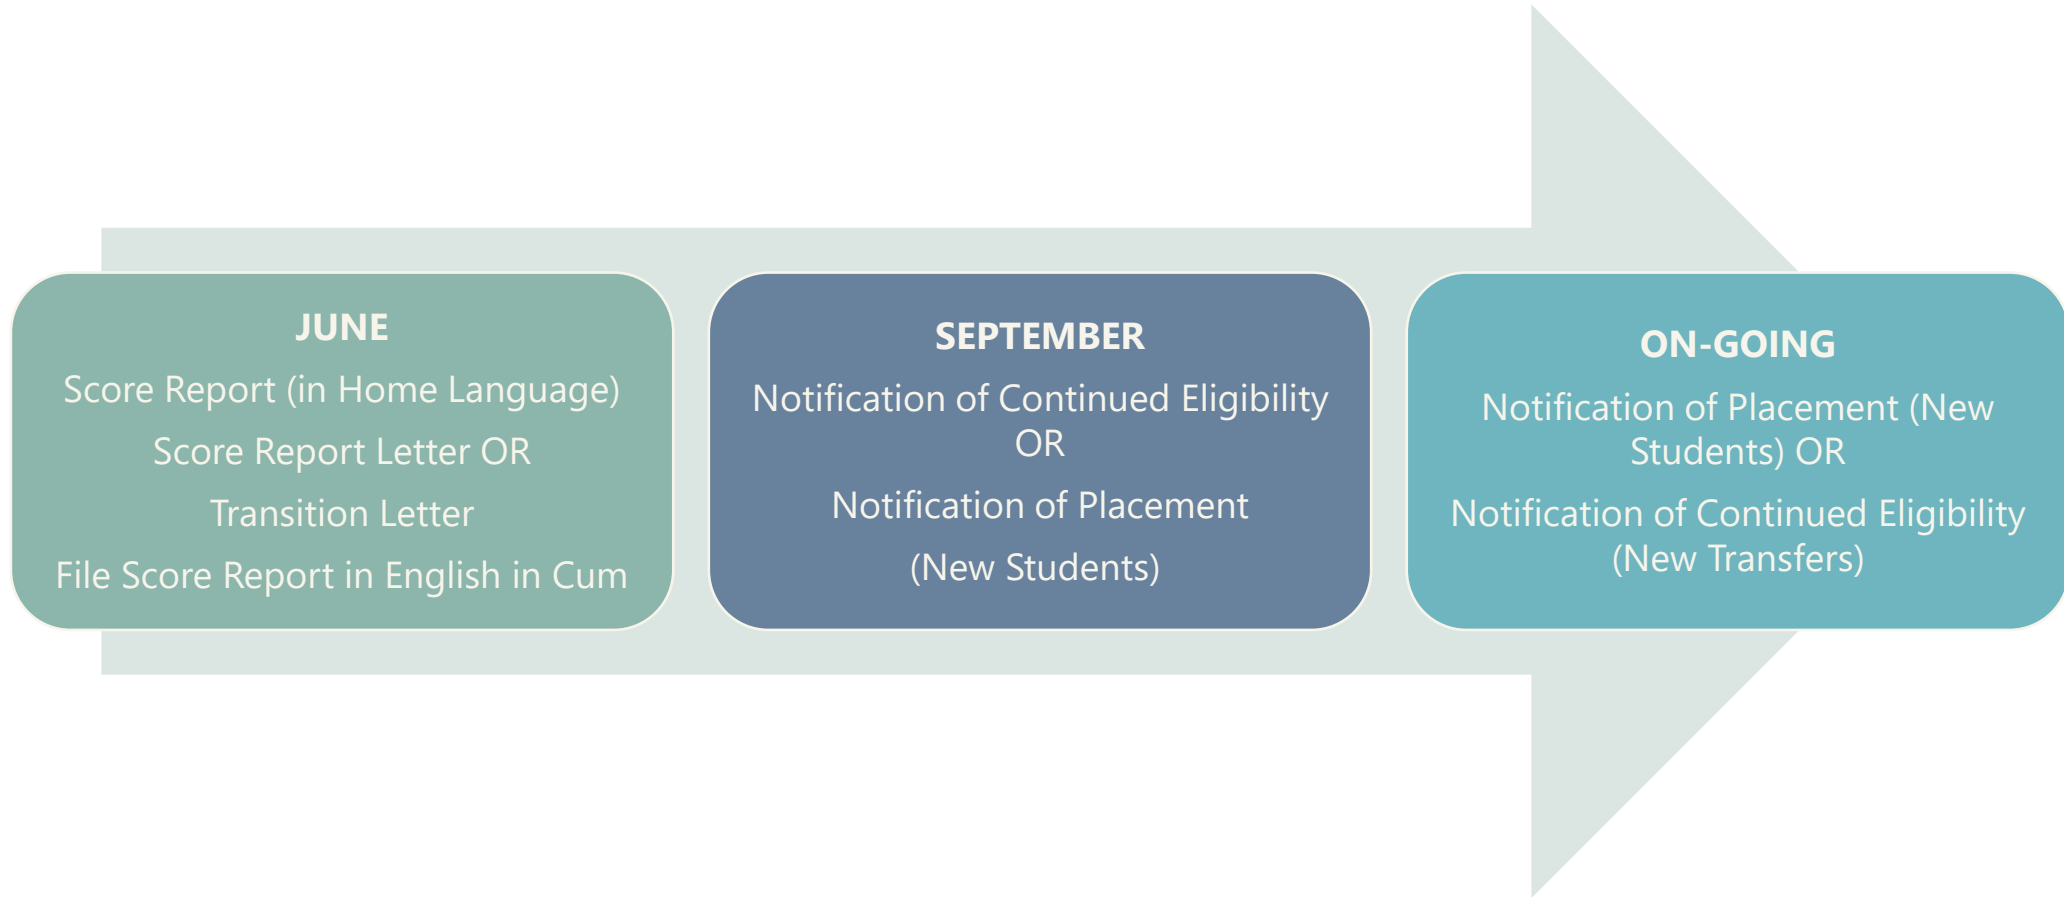 JUNE
Score Report (in Home Language)
Score Report Letter OR
Transition Letter
File Score Report in English in Cum
SEPTEMBER
Notification of Continued Eligibility
OR
Notification of Placement
(New Students)
ON-GOING
Notification of Placement (New
Students) OR
Notification of Continued Eligibility
(New Transfers)